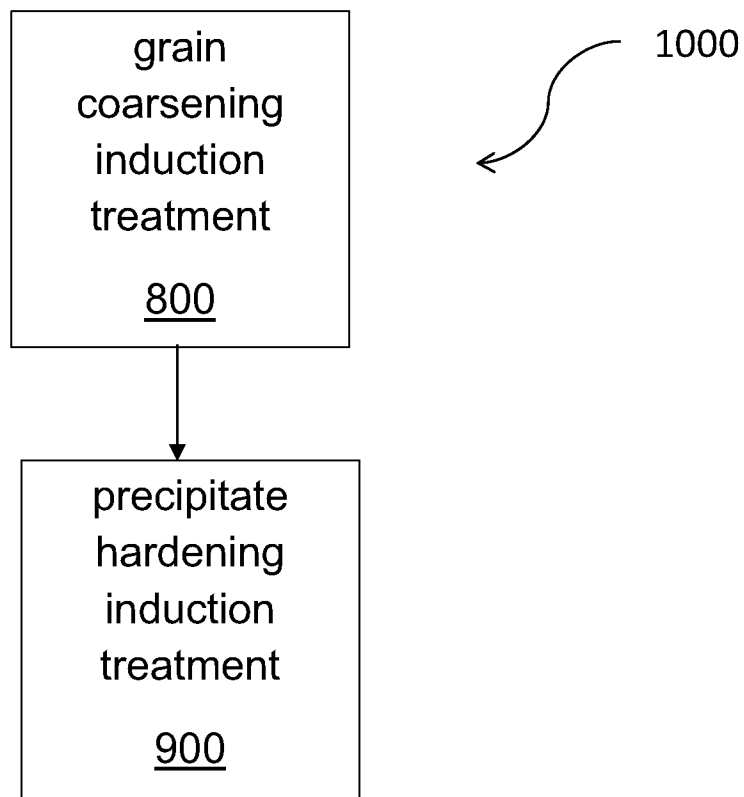 grain
coarsening
induction
treatment
800
1000
precipitate
hardening
induction
treatment
900